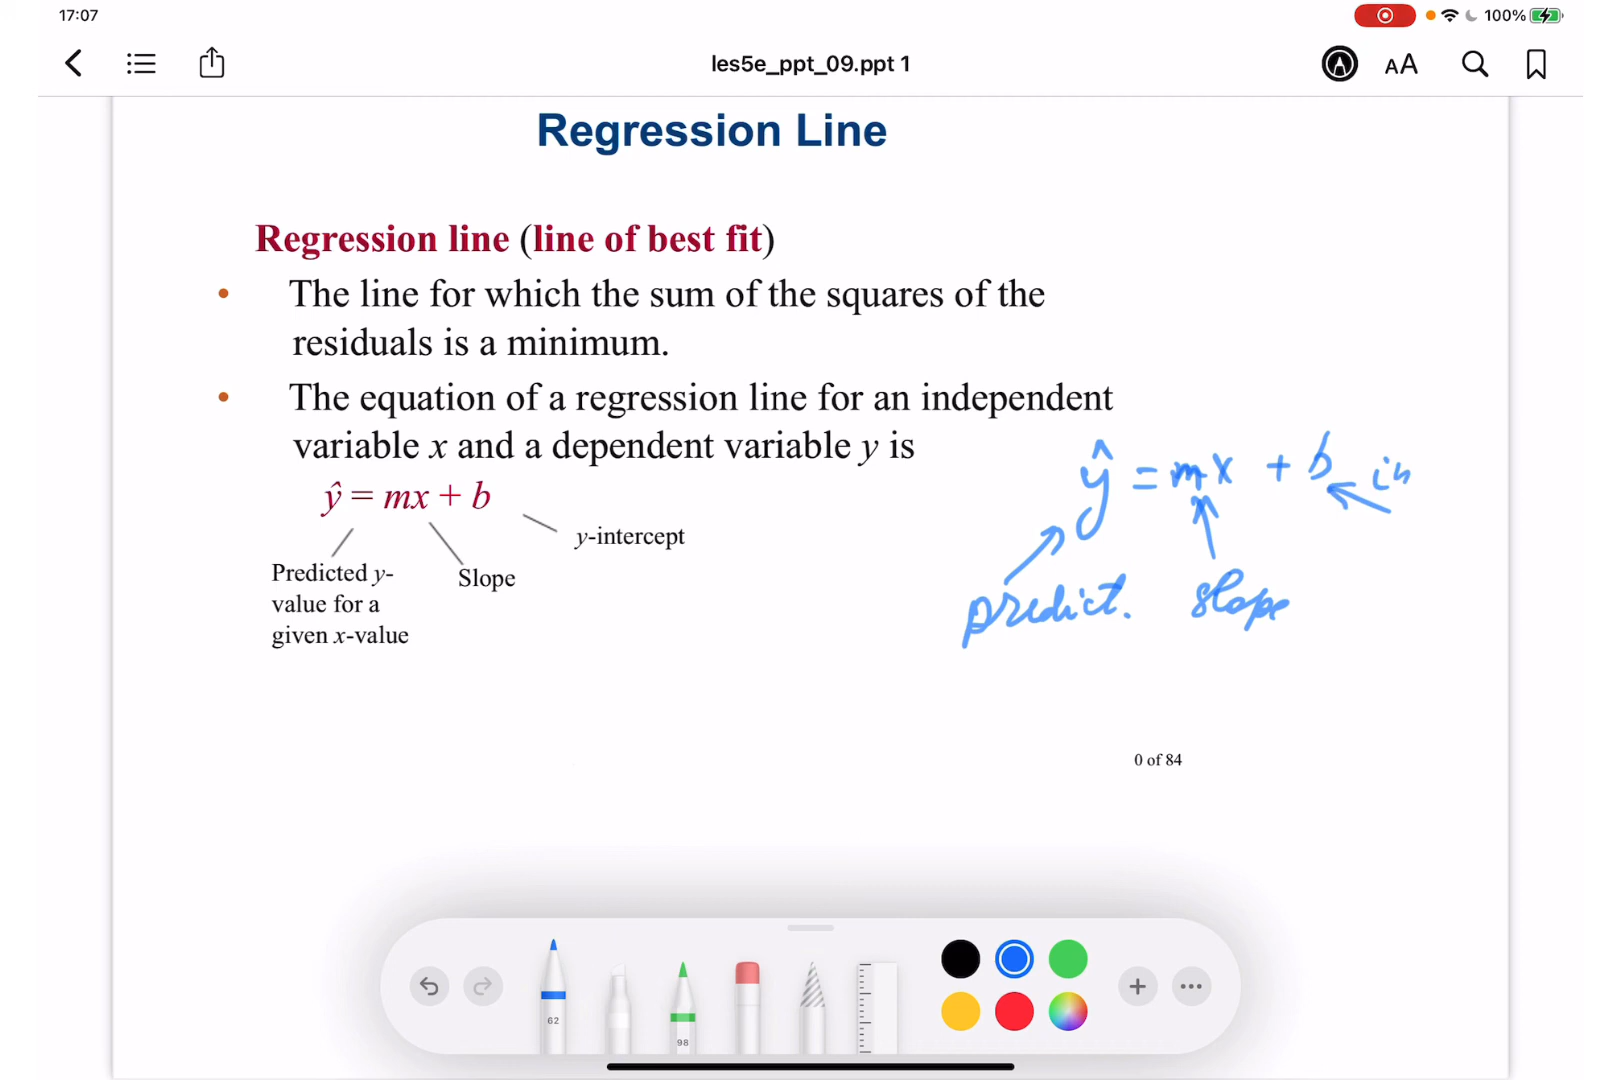 17:07
100%
les5e_ppt_09.ppt 1
AA
Regression Line
Regression line (line of best fit)
• The line for which the sum of the squares of the
residuals is a minimum.
• The equation of a regression line for an independent
variable x and a dependent variable y is
ŷ = mx + b
y-intercept
Predicted y-
value for a
given x-value
Slope
ŷ = mx + b in
predict. slope
0 of 84
62
98